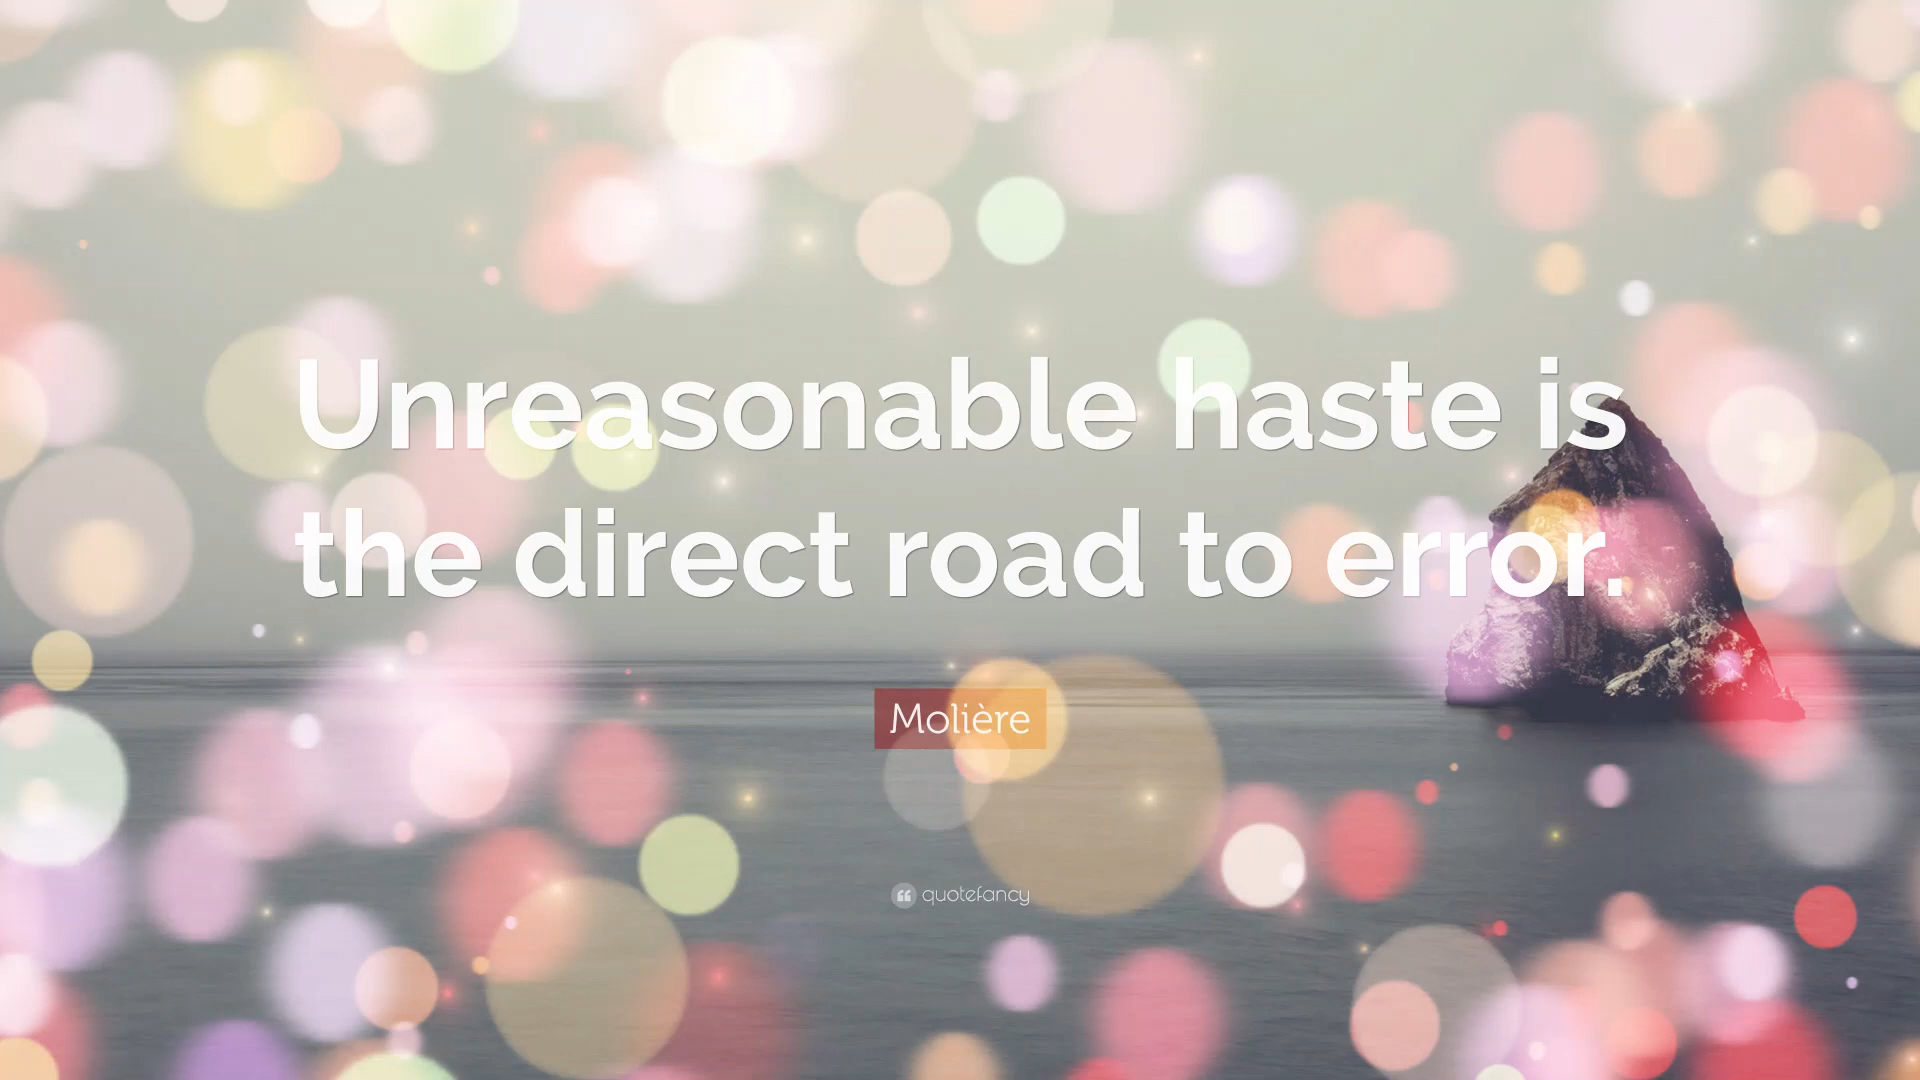 Unreasonable haste is
the direct road to error.
Molière
quotefancy